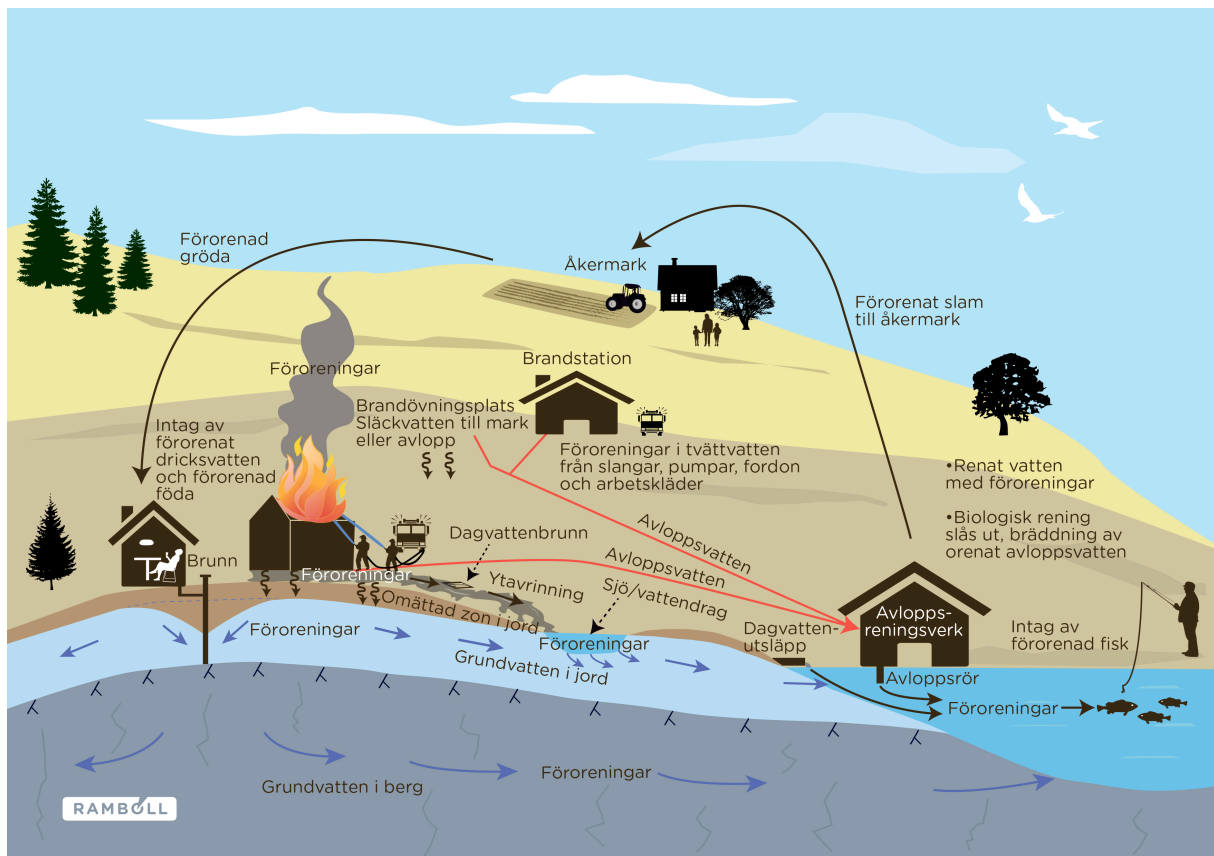 Förorenad
gröda
Åkermark
Förorenat slam
till åkermark
Föroreningar
Brandstation
Brandövningsplats
Släckvatten till mark
eller avlopp
Intag av
förorenat
dricksvatten
och förorenad
föda
Föroreningar i tvättvatten
från slangar, pumpar, fordon
och arbetskläder
•Renat vatten
med föroreningar
•Biologisk rening
slås ut, bräddning av
orenat avloppsvatten
Dagvattenbrunn
Avloppsvatten
Avloppsvatten
Brunn
Föroreningar
Ytavrinning
Sjö/vattendrag
Omättad zon i jord
Föroreningar
Föroreningar
Grundvatten i jord
Dagvatten-
utsläpp
Avlopps-
reningsverk
Intag av
förorenad fisk
Avloppsrör
Föroreningar
Föroreningar
Grundvatten i berg
RAMBOLL